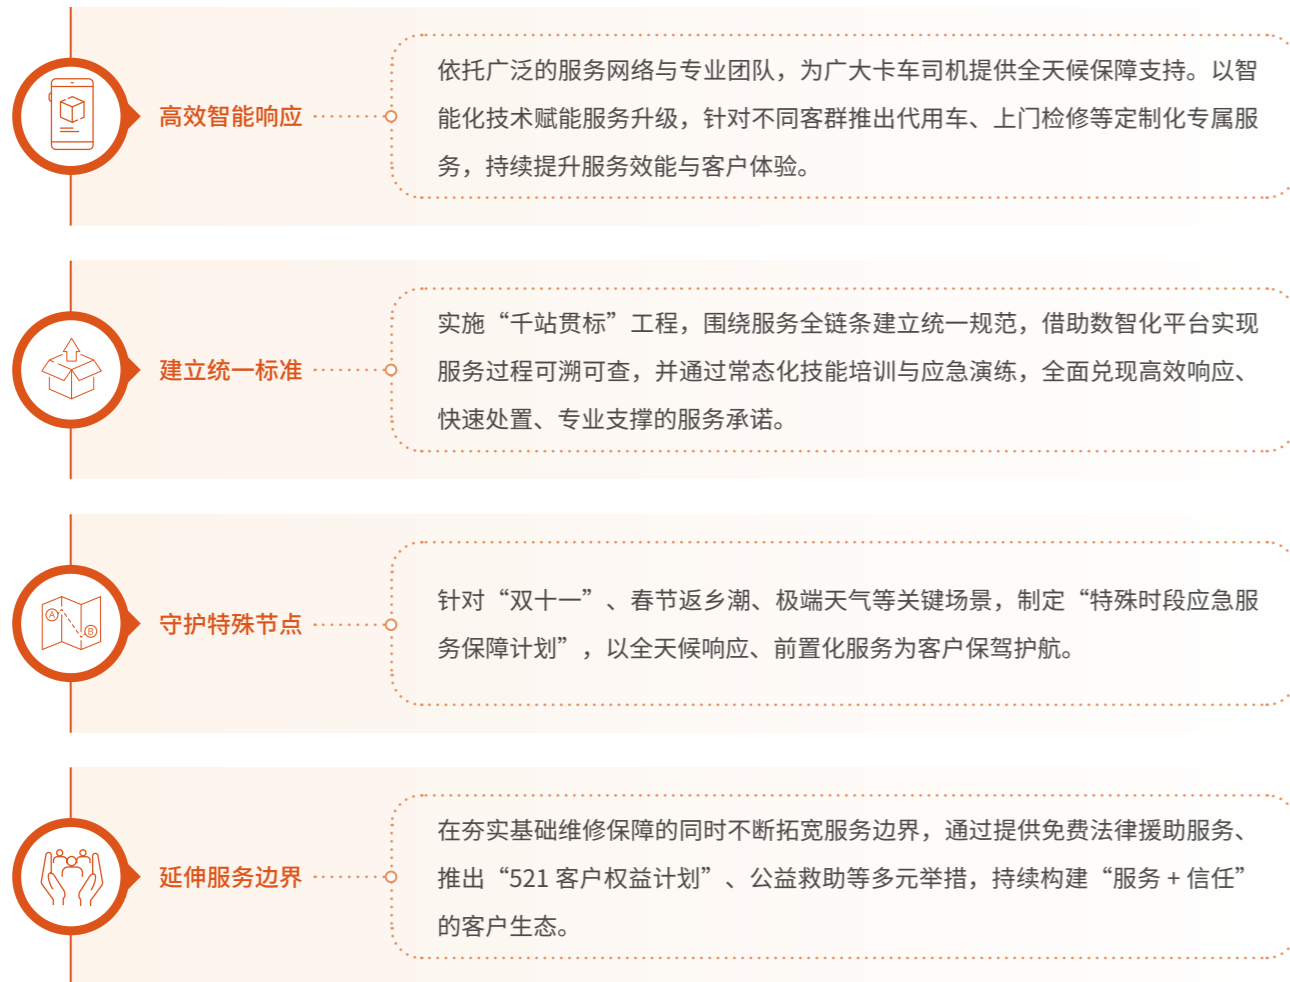 高效智能响应
依托广泛的服务网络与专业团队，为广大卡车司机提供全天候保障支持。以智
能化技术赋能服务升级，针对不同客群推出代用车、上门检修等定制化专属服
务，持续提升服务效能与客户体验。
建立统一标准
实施“千站贯标”工程，围绕服务全链条建立统一规范，借助数智化平台实现
服务过程可溯可查，并通过常态化技能培训与应急演练，全面兑现高效响应、
快速处置、专业支撑的服务承诺。
A
B
守护特殊节点
针对“双十一”、春节返乡潮、极端天气等关键场景，制定“特殊时段应急服
务保障计划”，以全天候响应、前置化服务为客户保驾护航。
延伸服务边界
在夯实基础维修保障的同时不断拓宽服务边界，通过提供免费法律援助服务、
推出“521 客户权益计划”、公益救助等多元举措，持续构建“服务 + 信任”
的客户生态。